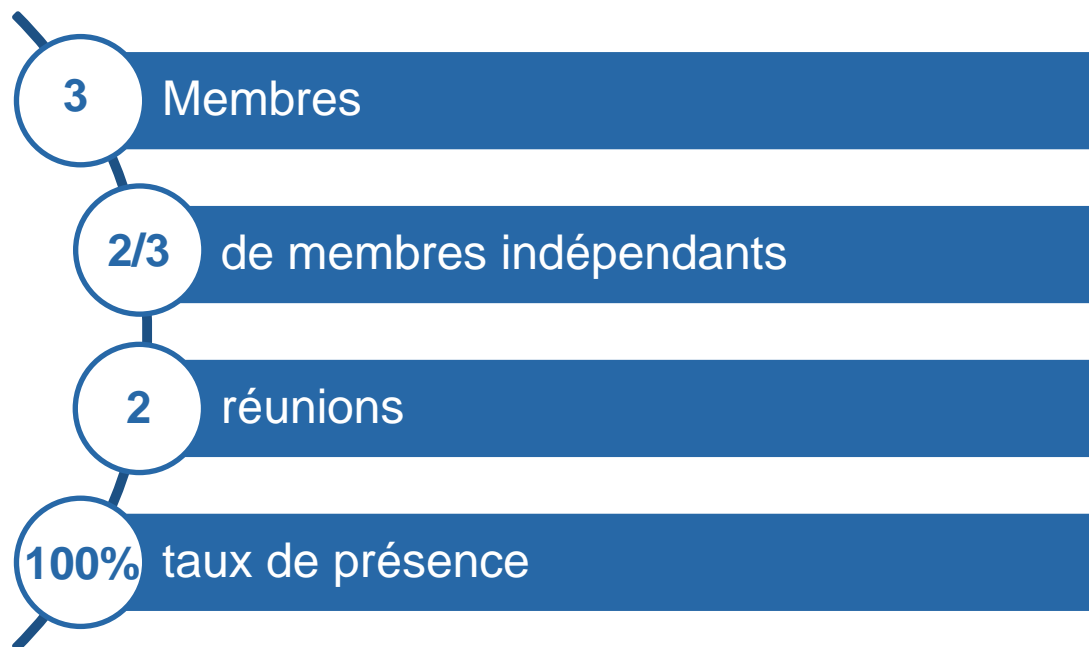 3 Membres
2/3 de membres indépendants
2 réunions
100% taux de présence